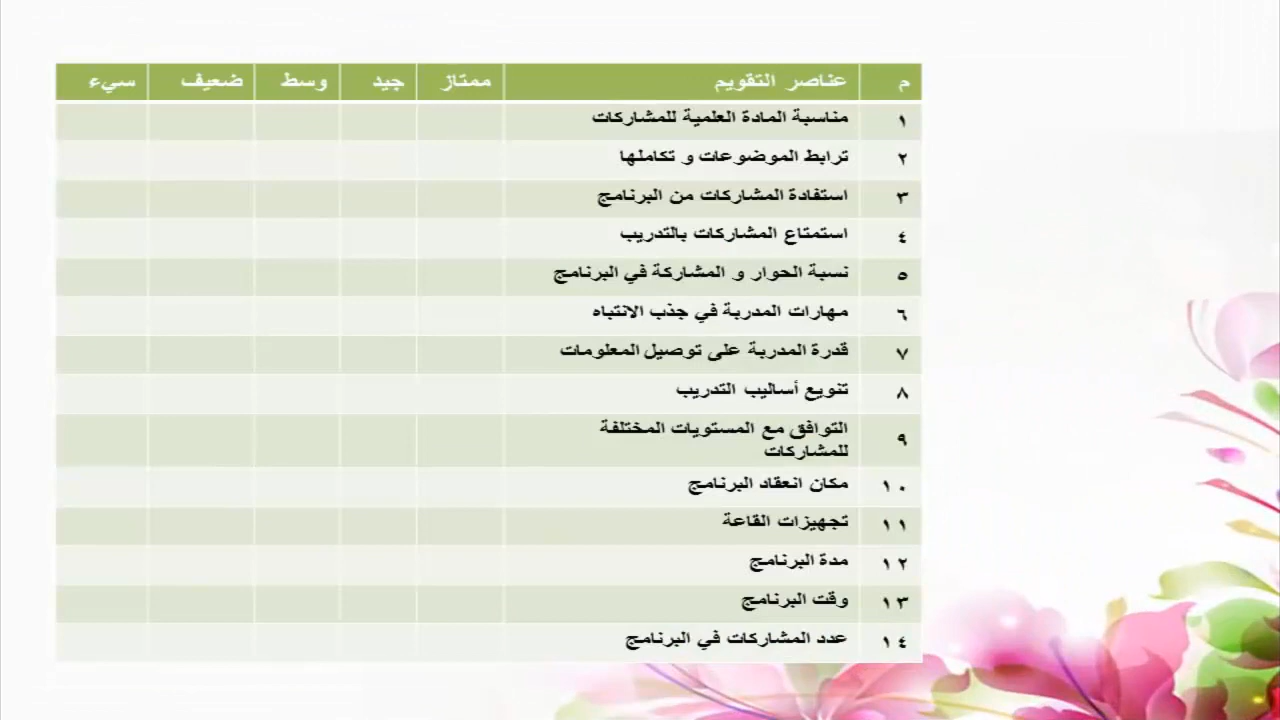 م عناصر التقويم ممتاز جيد وسط ضعيف سيء
١ مناسبة المادة العلمية للمشاركات
٢ ترابط الموضوعات و تكاملها
٣ استفادة المشاركات من البرنامج
٤ استمتاع المشاركات بالتدريب
٥ نسبة الحوار و المشاركة في البرنامج
٦ مهارات المدربة في جذب الانتباه
٧ قدرة المدربة على توصيل المعلومات
٨ تنويع أساليب التدريب
٩ التوافق مع المستويات المختلفة
للمشاركات
١٠ مكان انعقاد البرنامج
١١ تجهيزات القاعة
١٢ مدة البرنامج
١٣ وقت البرنامج
١٤ عدد المشاركات في البرنامج